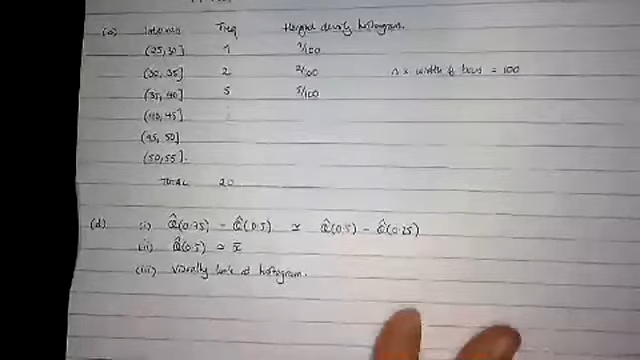 (a) Intervals Freq Height density histogram.
(25,30] 1 1/100
(30,35] 2 2/100 n × width of bars = 100
(35,40] 5 5/100
(40,45]
(45,50]
(50,55].
TOTAL 20
(d) (i) Q̂(0.75) - Q̂(0.5) ≃ Q̂(0.5) - Q̂(0.25)
(ii) Q̂(0.5) ≃ x̄
(iii) Visually look at histogram.